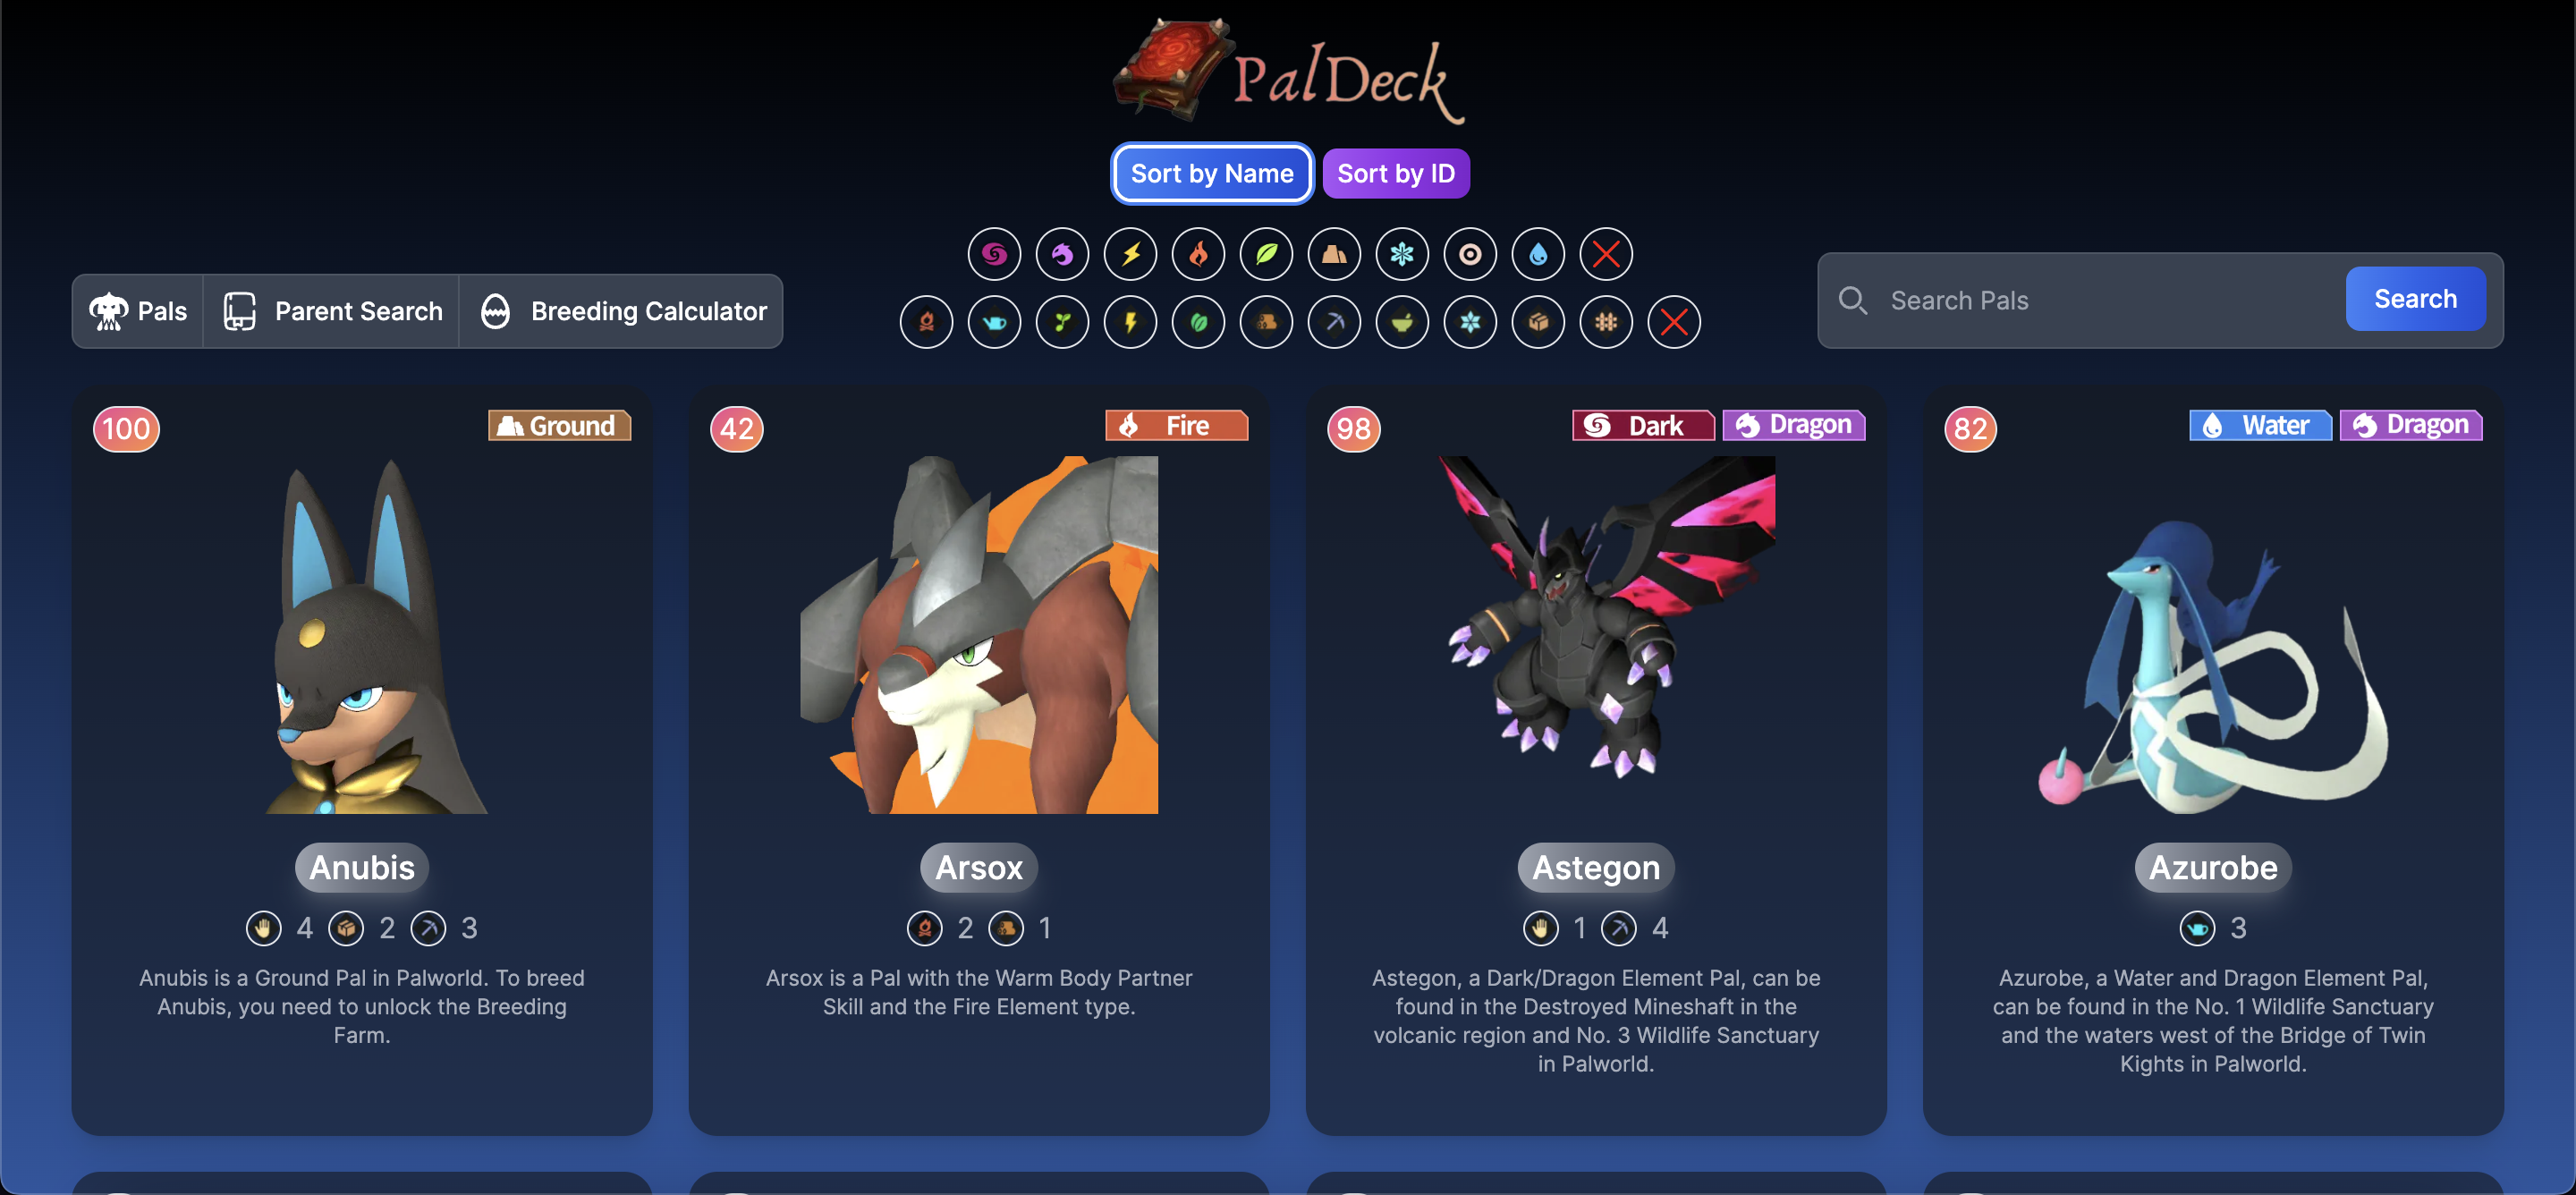 PalDeck
Sort by Name
Sort by ID
Pals
Parent Search
Breeding Calculator
Search Pals
Search
100
Ground
Anubis
4 2 3
Anubis is a Ground Pal in Palworld. To breed
Anubis, you need to unlock the Breeding
Farm.
42
Fire
Arsox
2 1
Arsox is a Pal with the Warm Body Partner
Skill and the Fire Element type.
98
Dark
Dragon
Astegon
1 4
Astegon, a Dark/Dragon Element Pal, can be
found in the Destroyed Mineshaft in the
volcanic region and No. 3 Wildlife Sanctuary
in Palworld.
82
Water
Dragon
Azurobe
3
Azurobe, a Water and Dragon Element Pal,
can be found in the No. 1 Wildlife Sanctuary
and the waters west of the Bridge of Twin
Kights in Palworld.